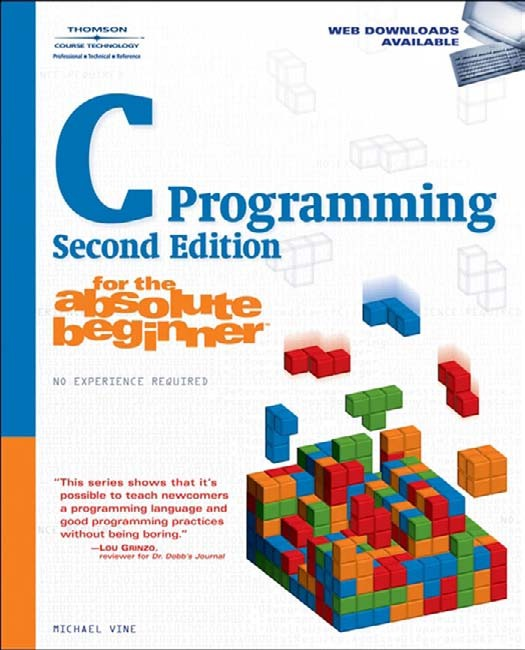 THOMSON
COURSE TECHNOLOGY
Professional ■ Technical ■ Reference
WEB DOWNLOADS
AVAILABLE
C Programming
Second Edition
for the
absolute
beginner™
NO EXPERIENCE REQUIRED
"This series shows that it's
possible to teach newcomers
a programming language and
good programming practices
without being boring."
—LOU GRINZO,
reviewer for Dr. Dobb's Journal
MICHAEL VINE